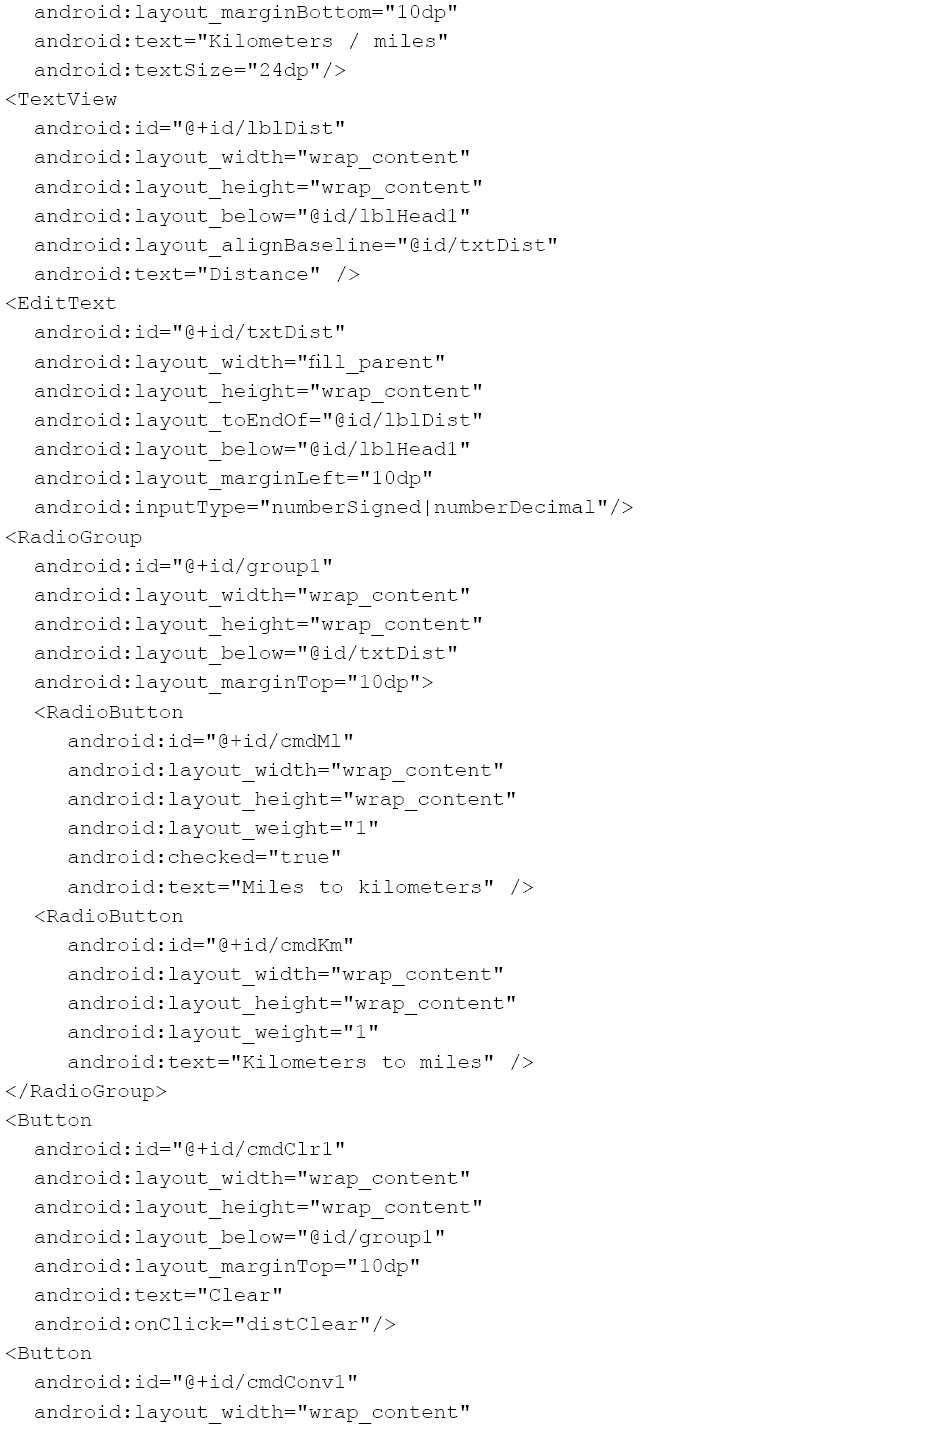 android:layout_marginBottom="10dp"
android:text="Kilometers / miles"
android:textSize="24dp"/>
<TextView
android:id="@+id/lblDist"
android:layout_width="wrap_content"
android:layout_height="wrap_content"
android:layout_below="@id/lblHead1"
android:layout_alignBaseline="@id/txtDist"
android:text="Distance" />
<EditText
android:id="@+id/txtDist"
android:layout_width="fill_parent"
android:layout_height="wrap_content"
android:layout_toEndOf="@id/lblDist"
android:layout_below="@id/lblHead1"
android:layout_marginLeft="10dp"
android:inputType="numberSigned|numberDecimal"/>
<RadioGroup
android:id="@+id/group1"
android:layout_width="wrap_content"
android:layout_height="wrap_content"
android:layout_below="@id/txtDist"
android:layout_marginTop="10dp">
<RadioButton
android:id="@+id/cmdMl"
android:layout_width="wrap_content"
android:layout_height="wrap_content"
android:layout_weight="1"
android:checked="true"
android:text="Miles to kilometers" />
<RadioButton
android:id="@+id/cmdKm"
android:layout_width="wrap_content"
android:layout_height="wrap_content"
android:layout_weight="1"
android:text="Kilometers to miles" />
</RadioGroup>
<Button
android:id="@+id/cmdClr1"
android:layout_width="wrap_content"
android:layout_height="wrap_content"
android:layout_below="@id/group1"
android:layout_marginTop="10dp"
android:text="Clear"
android:onClick="distClear"/>
<Button
android:id="@+id/cmdConv1"
android:layout_width="wrap_content"